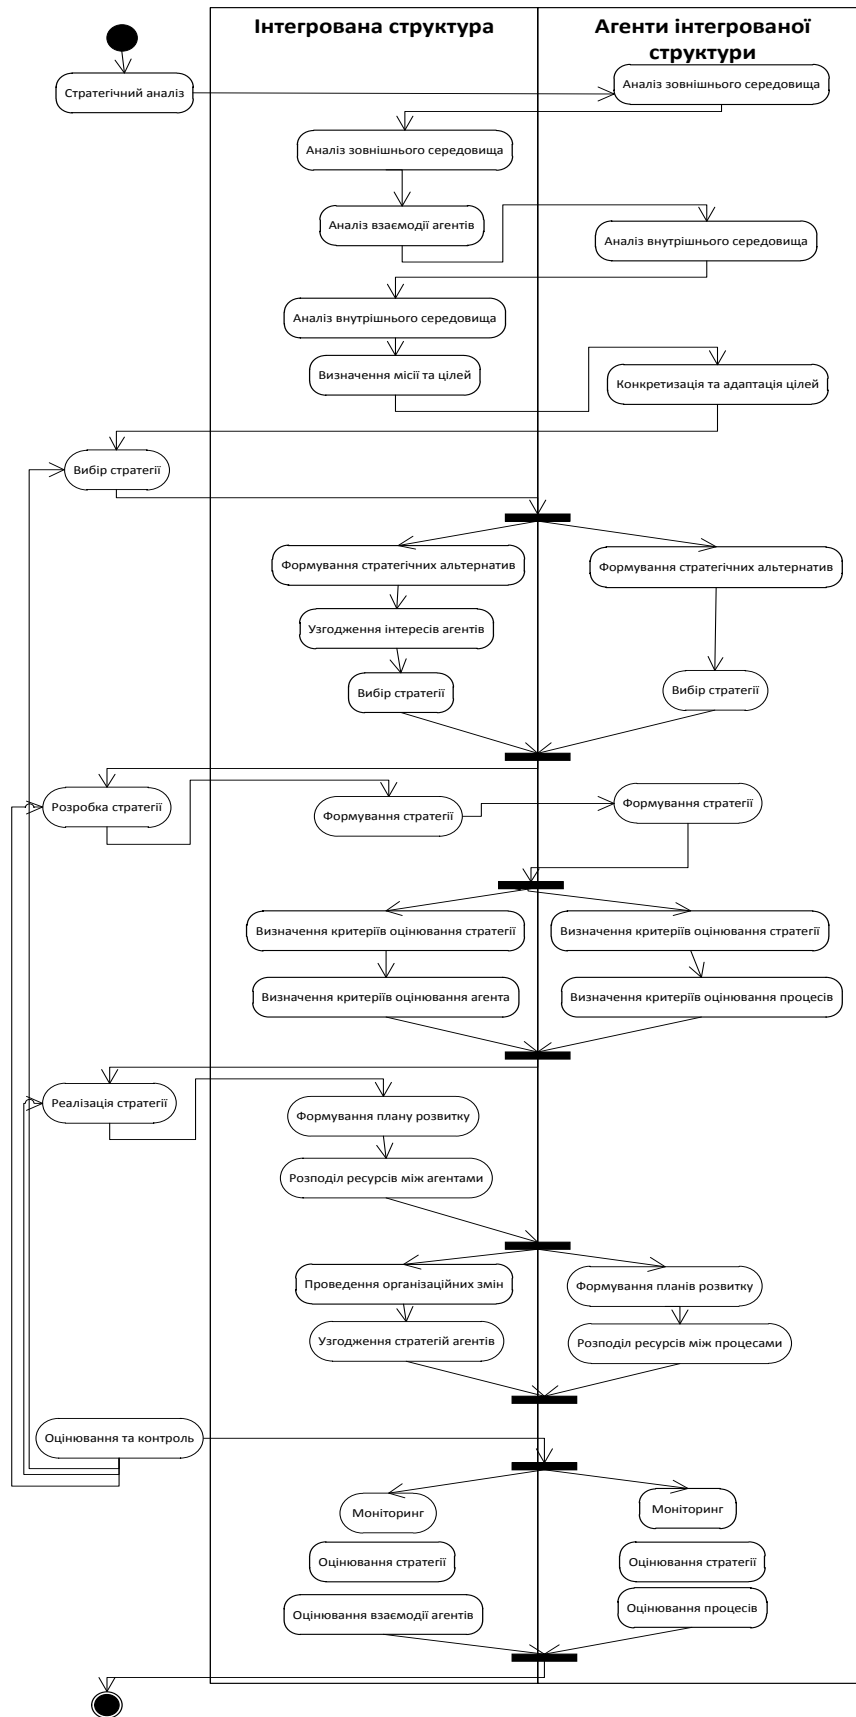 Інтегрована структура
Агенти інтегрованої
структури
Стратегічний аналіз
Аналіз зовнішнього середовища
Аналіз зовнішнього середовища
Аналіз взаємодії агентів
Аналіз внутрішнього середовища
Аналіз внутрішнього середовища
Визначення місії та цілей
Конкретизація та адаптація цілей
Вибір стратегії
Формування стратегічних альтернатив
Формування стратегічних альтернатив
Узгодження інтересів агентів
Вибір стратегії
Вибір стратегії
Розробка стратегії
Формування стратегії
Формування стратегії
Визначення критеріїв оцінювання стратегії
Визначення критеріїв оцінювання стратегії
Визначення критеріїв оцінювання агента
Визначення критеріїв оцінювання процесів
Реалізація стратегії
Формування плану розвитку
Розподіл ресурсів між агентами
Проведення організаційних змін
Формування планів розвитку
Узгодження стратегій агентів
Розподіл ресурсів між процесами
Оцінювання та контроль
Моніторинг
Моніторинг
Оцінювання стратегії
Оцінювання стратегії
Оцінювання взаємодії агентів
Оцінювання процесів